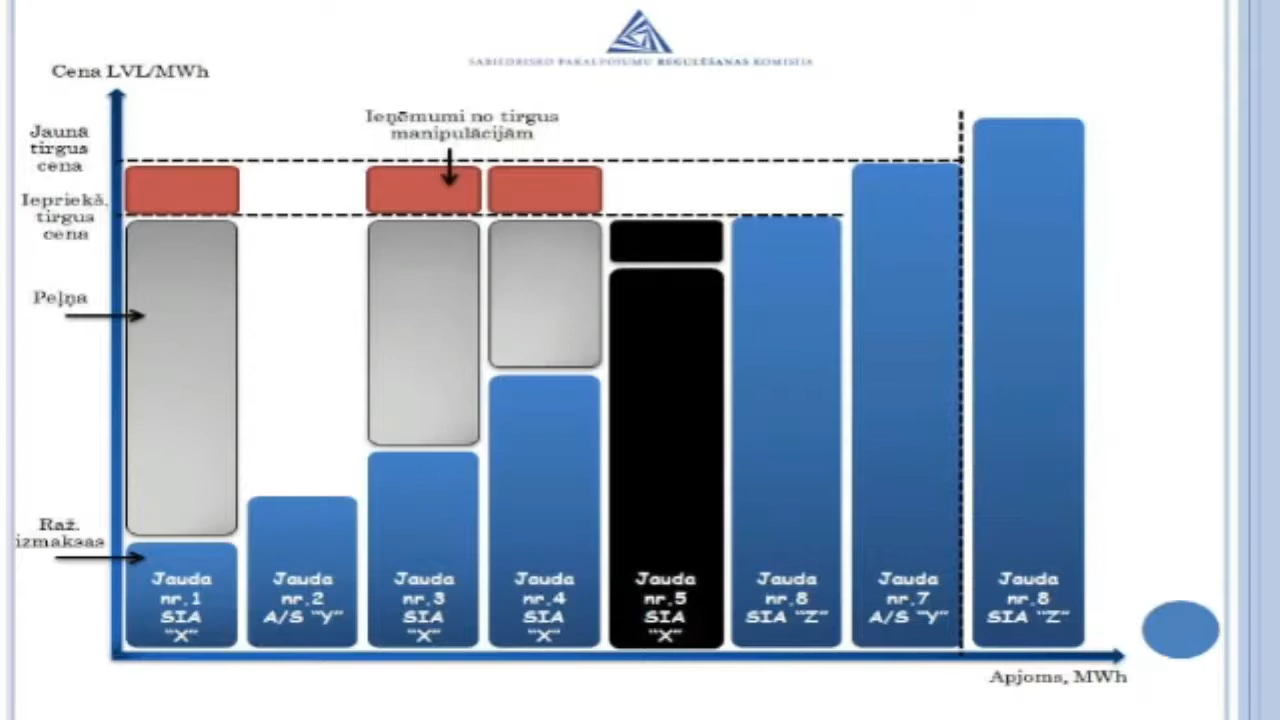 SABIEDRISKO PAKALPOJUMU REGULĒŠANAS KOMISIJA
Cena LVL/MWh
Ieņēmumi no tirgus
manipulācijām
Jaunā
tirgus
cena
Iepriekš.
tirgus
cena
Peļņa
Raž.
izmaksas
Jauda
nr.1
SIA
"X"
Jauda
nr.2
A/S "Y"
Jauda
nr.3
SIA
"X"
Jauda
nr.4
SIA
"X"
Jauda
nr.5
SIA
"X"
Jauda
nr.8
SIA "Z"
Jauda
nr.7
A/S "Y"
Jauda
nr.8
SIA "Z"
Apjoms, MWh